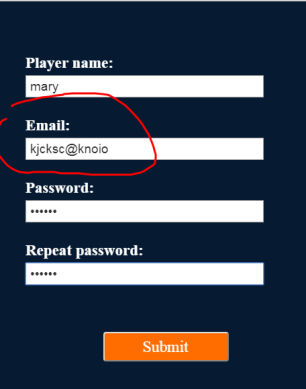 Player name:
mary
Email:
kjcksc@knoio
Password:
••••••
Repeat password:
••••••
Submit